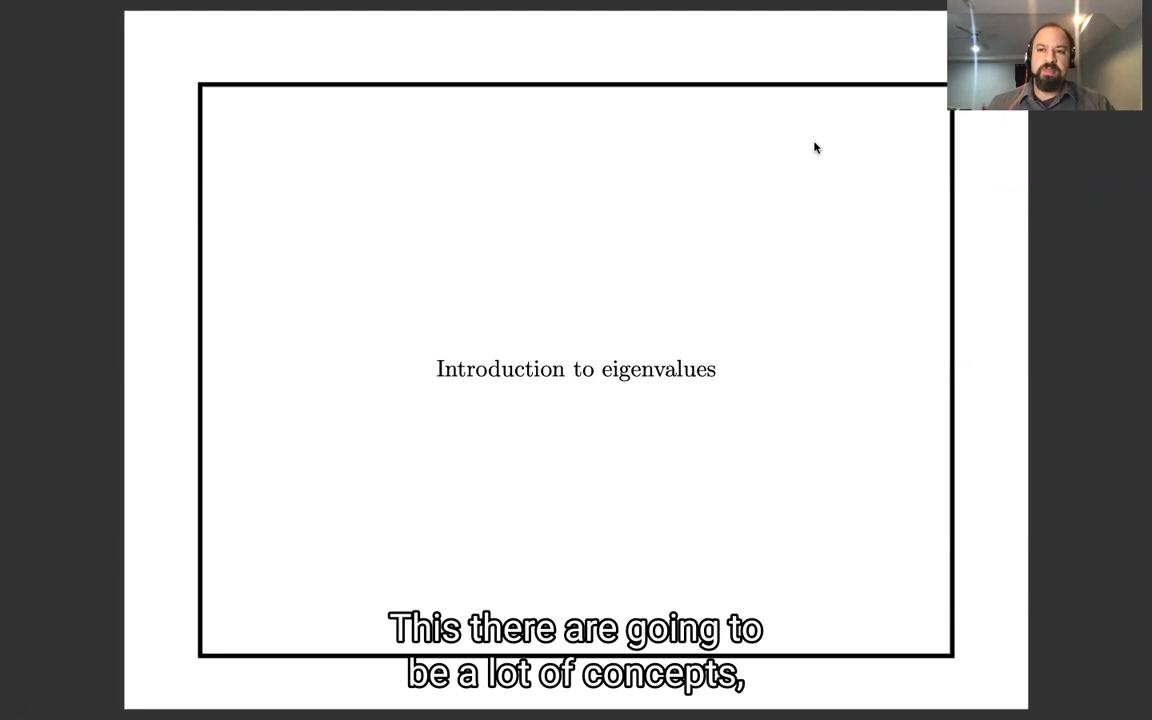 Introduction to eigenvalues
This there are going to
be a lot of concepts,